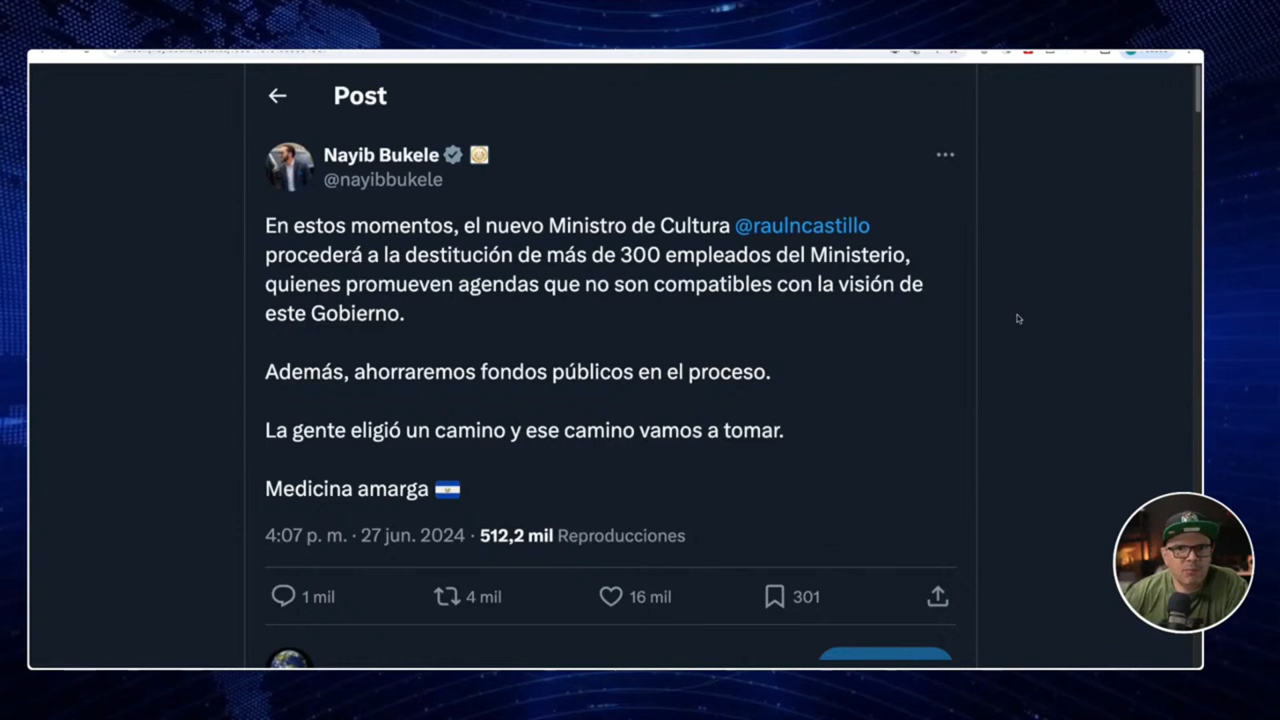 Post
Nayib Bukele
@nayibbukele
En estos momentos, el nuevo Ministro de Cultura @raulncastillo
procederá a la destitución de más de 300 empleados del Ministerio,
quienes promueven agendas que no son compatibles con la visión de
este Gobierno.
Además, ahorraremos fondos públicos en el proceso.
La gente eligió un camino y ese camino vamos a tomar.
Medicina amarga
4:07 p. m. · 27 jun. 2024 · 512,2 mil Reproducciones
1 mil 4 mil 16 mil 301